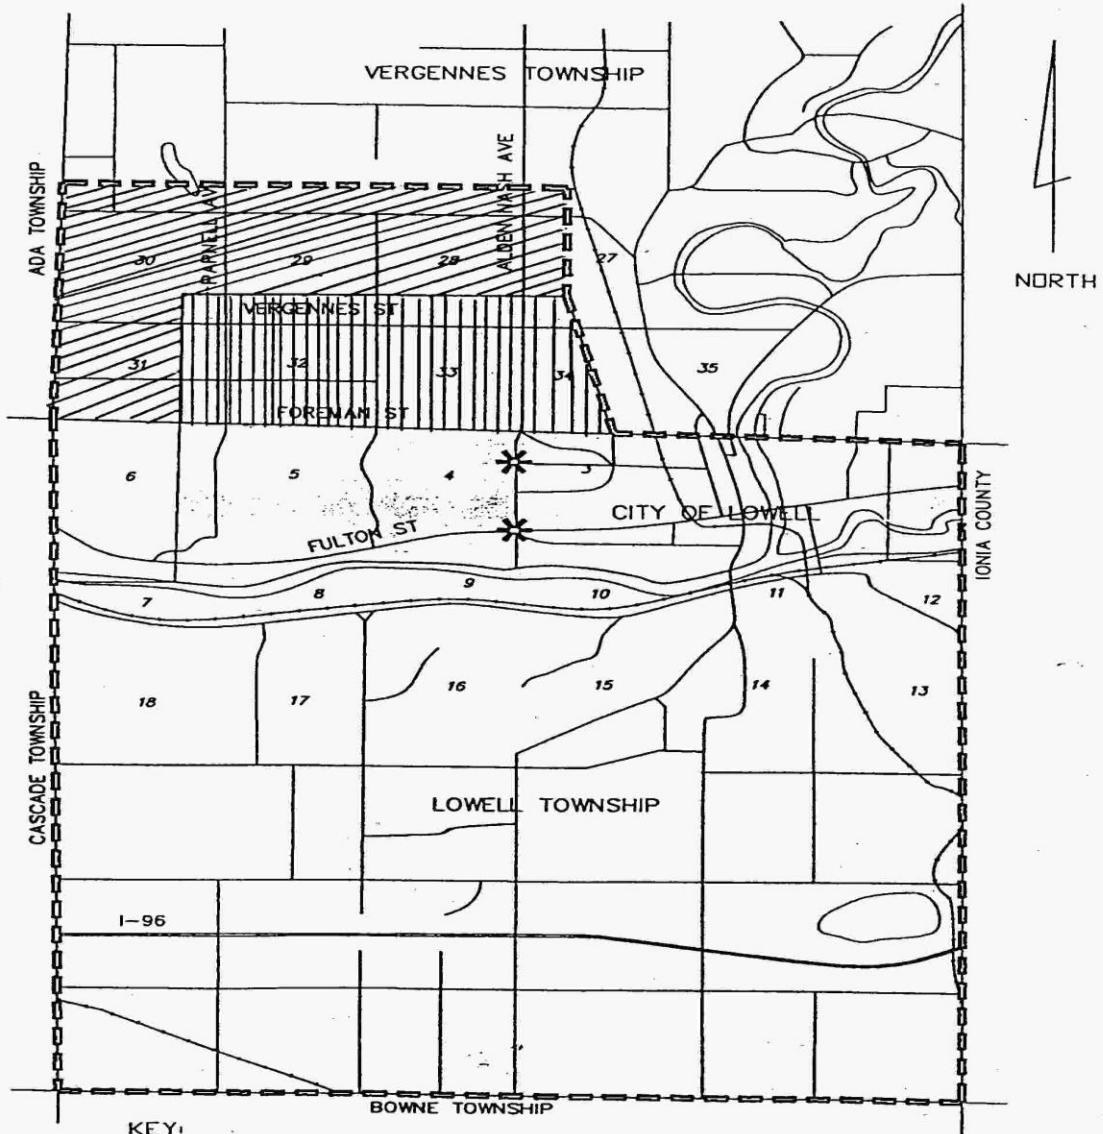 VERGENNES TOWNSHIP
ADA TOWNSHIP
PARNELL AV
ALDEN NASH AVE
30
29
28
27
NORTH
VERGENNES ST
31
32
33
34
35
FOREMAN ST
6
5
4
3
CITY OF LOWELL
FULTON ST
IONIA COUNTY
7
8
9
10
11
12
18
17
16
15
14
13
CASCADE TOWNSHIP
LOWELL TOWNSHIP
I-96
BOWNE TOWNSHIP
KEY: